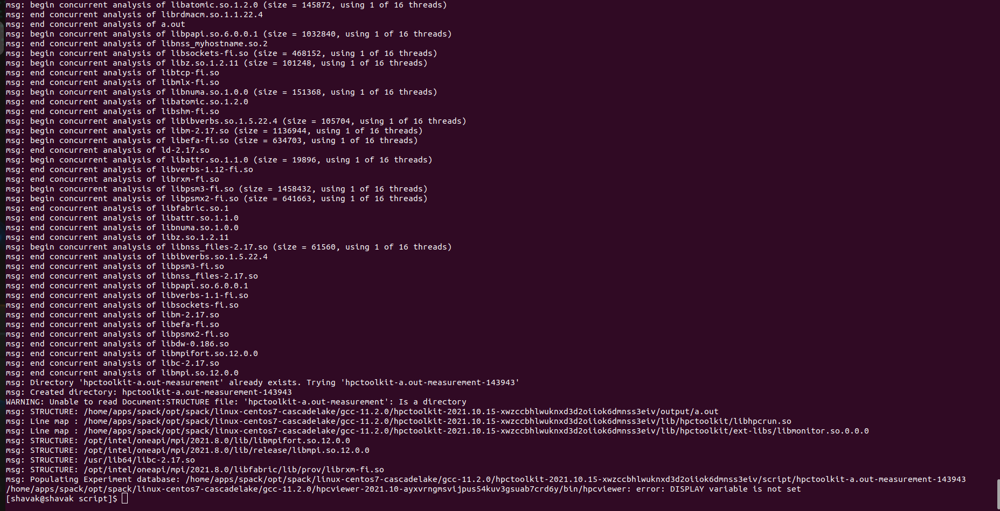 msg: begin concurrent analysis of libatomic.so.1.2.0 (size = 145872, using 1 of 16 threads)
msg: end concurrent analysis of librdmacm.so.1.1.22.4
msg: end concurrent analysis of a.out
msg: begin concurrent analysis of libpapi.so.6.0.0.1 (size = 1032840, using 1 of 16 threads)
msg: end concurrent analysis of libnss_myhostname.so.2
msg: begin concurrent analysis of libsockets-fi.so (size = 468152, using 1 of 16 threads)
msg: begin concurrent analysis of libz.so.1.2.11 (size = 101248, using 1 of 16 threads)
msg: end concurrent analysis of libtcp-fi.so
msg: end concurrent analysis of libmlx-fi.so
msg: begin concurrent analysis of libnuma.so.1.0.0 (size = 151368, using 1 of 16 threads)
msg: end concurrent analysis of libatomic.so.1.2.0
msg: end concurrent analysis of libshm-fi.so
msg: begin concurrent analysis of libibverbs.so.1.5.22.4 (size = 105704, using 1 of 16 threads)
msg: begin concurrent analysis of libm-2.17.so (size = 1136944, using 1 of 16 threads)
msg: begin concurrent analysis of libefa-fi.so (size = 634703, using 1 of 16 threads)
msg: end concurrent analysis of ld-2.17.so
msg: begin concurrent analysis of libattr.so.1.1.0 (size = 19896, using 1 of 16 threads)
msg: end concurrent analysis of libverbs-1.12-fi.so
msg: end concurrent analysis of librxm-fi.so
msg: begin concurrent analysis of libpsm3-fi.so (size = 1458432, using 1 of 16 threads)
msg: begin concurrent analysis of libpsmx2-fi.so (size = 641663, using 1 of 16 threads)
msg: end concurrent analysis of libfabric.so.1
msg: end concurrent analysis of libattr.so.1.1.0
msg: end concurrent analysis of libnuma.so.1.0.0
msg: end concurrent analysis of libz.so.1.2.11
msg: begin concurrent analysis of libnss_files-2.17.so (size = 61560, using 1 of 16 threads)
msg: end concurrent analysis of libibverbs.so.1.5.22.4
msg: end concurrent analysis of libpsm3-fi.so
msg: end concurrent analysis of libnss_files-2.17.so
msg: end concurrent analysis of libpapi.so.6.0.0.1
msg: end concurrent analysis of libverbs-1.1-fi.so
msg: end concurrent analysis of libsockets-fi.so
msg: end concurrent analysis of libm-2.17.so
msg: end concurrent analysis of libefa-fi.so
msg: end concurrent analysis of libpsmx2-fi.so
msg: end concurrent analysis of libdw-0.186.so
msg: end concurrent analysis of libmpifort.so.12.0.0
msg: end concurrent analysis of libc-2.17.so
msg: end concurrent analysis of libmpi.so.12.0.0
msg: Directory 'hpctoolkit-a.out-measurement' already exists. Trying 'hpctoolkit-a.out-measurement-143943'
msg: Created directory: hpctoolkit-a.out-measurement-143943
WARNING: Unable to read Document:STRUCTURE file: 'hpctoolkit-a.out-measurement': Is a directory
msg: STRUCTURE: /home/apps/spack/opt/spack/linux-centos7-cascadelake/gcc-11.2.0/hpctoolkit-2021.10.15-xwzccbhlwuknxd3d2oiiok6dmnss3eiv/output/a.out
msg: Line map : /home/apps/spack/opt/spack/linux-centos7-cascadelake/gcc-11.2.0/hpctoolkit-2021.10.15-xwzccbhlwuknxd3d2oiiok6dmnss3eiv/lib/hpctoolkit/libhpcrun.so
msg: Line map : /home/apps/spack/opt/spack/linux-centos7-cascadelake/gcc-11.2.0/hpctoolkit-2021.10.15-xwzccbhlwuknxd3d2oiiok6dmnss3eiv/lib/hpctoolkit/ext-libs/libmonitor.so.0.0.0
msg: STRUCTURE: /opt/intel/oneapi/mpi/2021.8.0/lib/libmpifort.so.12.0.0
msg: STRUCTURE: /opt/intel/oneapi/mpi/2021.8.0/lib/release/libmpi.so.12.0.0
msg: STRUCTURE: /usr/lib64/libc-2.17.so
msg: STRUCTURE: /opt/intel/oneapi/mpi/2021.8.0/libfabric/lib/prov/librxm-fi.so
msg: Populating Experiment database: /home/apps/spack/opt/spack/linux-centos7-cascadelake/gcc-11.2.0/hpctoolkit-2021.10.15-xwzccbhlwuknxd3d2oiiok6dmnss3eiv/script/hpctoolkit-a.out-measurement-143943
/home/apps/spack/opt/spack/linux-centos7-cascadelake/gcc-11.2.0/hpcviewer-2021.10-ayxvrngmsvijpus54kuv3gsuab7crd6y/bin/hpcviewer: error: DISPLAY variable is not set
[shavak@shavak script]$